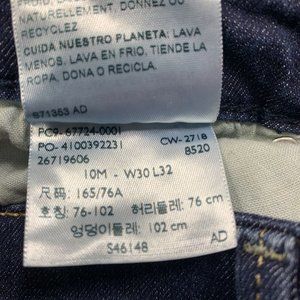 NATURELLEMENT, DONNEZ OU
RECYCLEZ
CUIDA NUESTRO PLANETA: LAVA
MENOS, LAVA EN FRIO, TIENDE LA
ROPA, DONA O RECICLA.
871353 AD
PC9- 67724-0001
PO- 4100392231 CW- 2718
26719606 8520
10M - W30 L32
尺码: 165/76A
호칭: 76-102 허리둘레: 76 cm
엉덩이둘레: 102 cm
S46148 AD